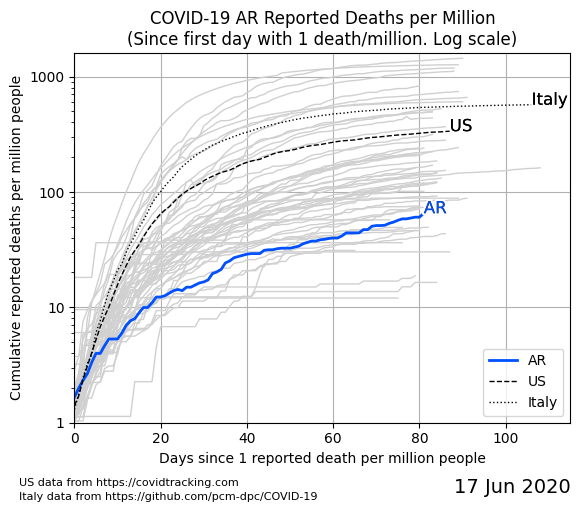 COVID-19 AR Reported Deaths per Million
(Since first day with 1 death/million. Log scale)
Cumulative reported deaths per million people
1000
100
10
1
Italy
US
AR
AR
US
Italy
0
20
40
60
80
100
Days since 1 reported death per million people
US data from https://covidtracking.com
Italy data from https://github.com/pcm-dpc/COVID-19
17 Jun 2020